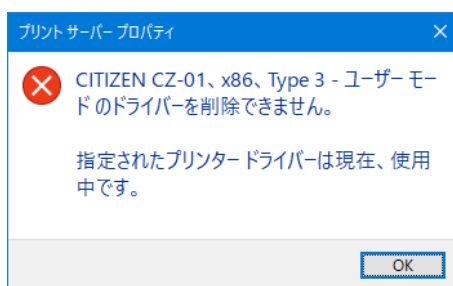 プリント サーバー プロパティ
CITIZEN CZ-01、x86、Type 3 - ユーザー モー
ド のドライバーを削除できません。
指定されたプリンター ドライバーは現在、使用
中です。
OK